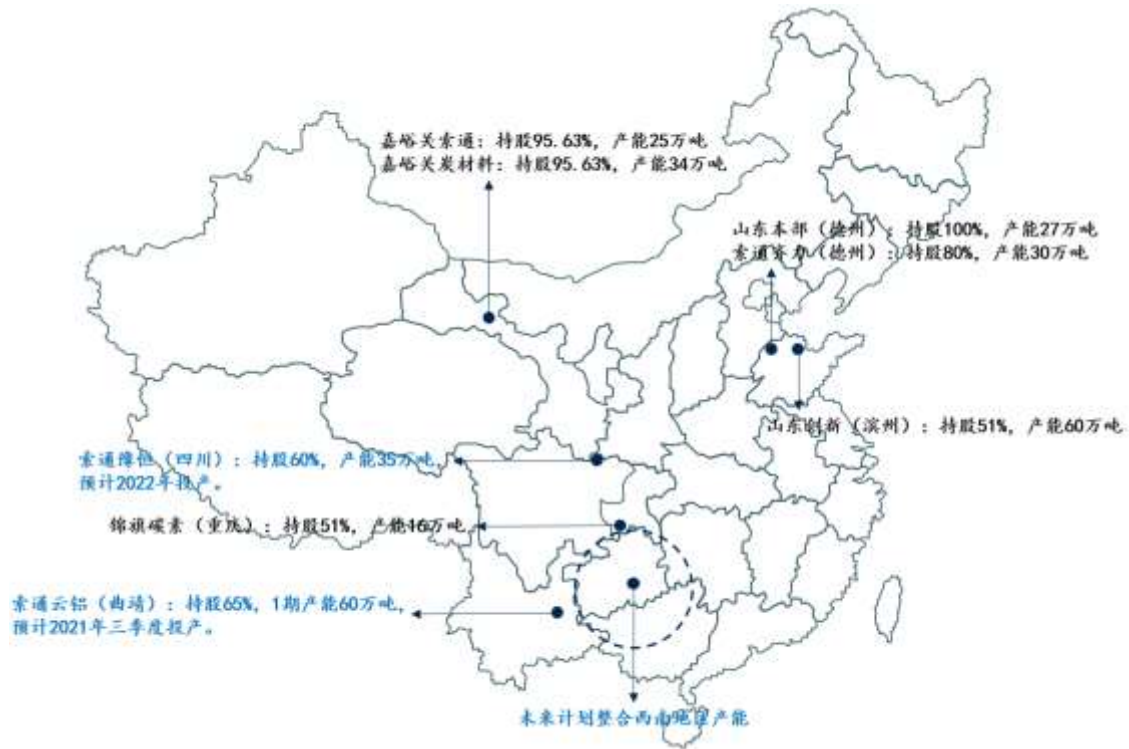 嘉峪关索通：持股95.63%，产能25万吨
嘉峪关炭材料：持股95.63%，产能34万吨
山东本部（德州）：持股100%，产能27万吨
索通齐力（德州）：持股80%，产能30万吨
山东创新（滨州）：持股51%，产能60万吨
索通豫恒（四川）：持股60%，产能35万吨，
预计2022年投产。
锦旗碳素（重庆）：持股51%，产能16万吨
索通云铝（曲靖）：持股65%，1期产能60万吨，
预计2021年三季度投产。
未来计划整合西南地区产能